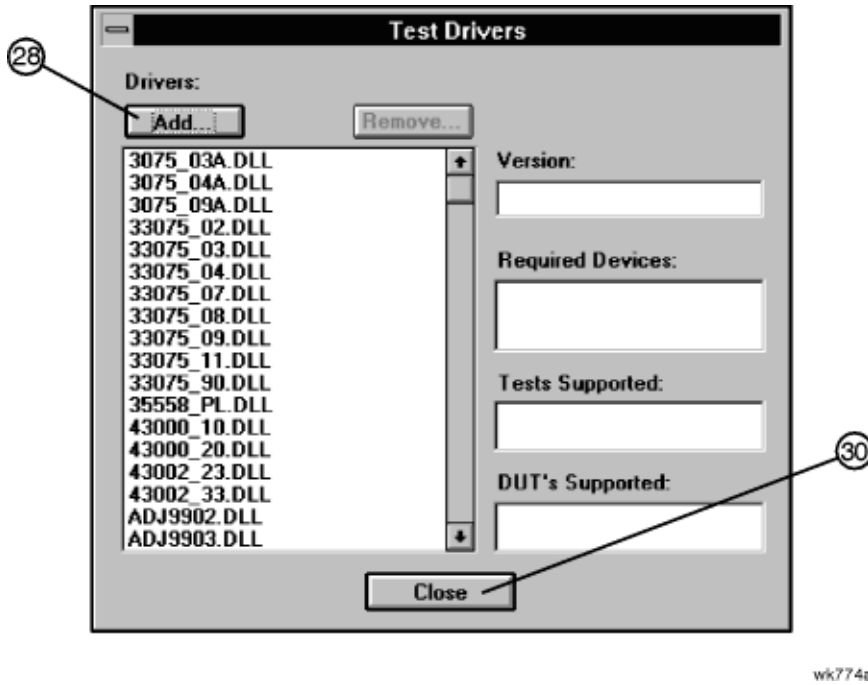 Test Drivers
28
Drivers:
Add...
Remove...
3075_03A.DLL
3075_04A.DLL
3075_09A.DLL
33075_02.DLL
33075_03.DLL
33075_04.DLL
33075_07.DLL
33075_08.DLL
33075_09.DLL
33075_11.DLL
33075_90.DLL
35558_PL.DLL
43000_10.DLL
43000_20.DLL
43002_23.DLL
43002_33.DLL
ADJ9902.DLL
ADJ9903.DLL
Version:
Required Devices:
Tests Supported:
DUT's Supported:
30
Close
wk774a